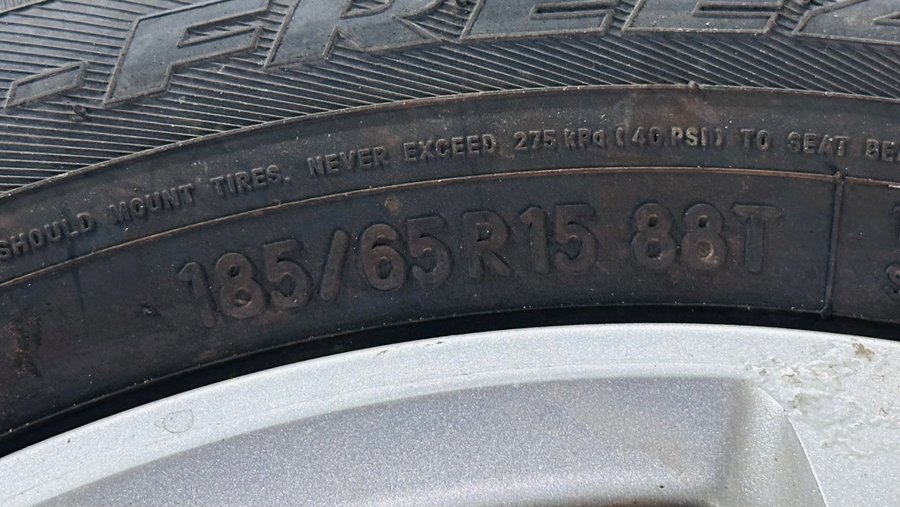 SHOULD MOUNT TIRES. NEVER EXCEED 275 kPa (40 PSI) TO SEAT
185/65R15 88T